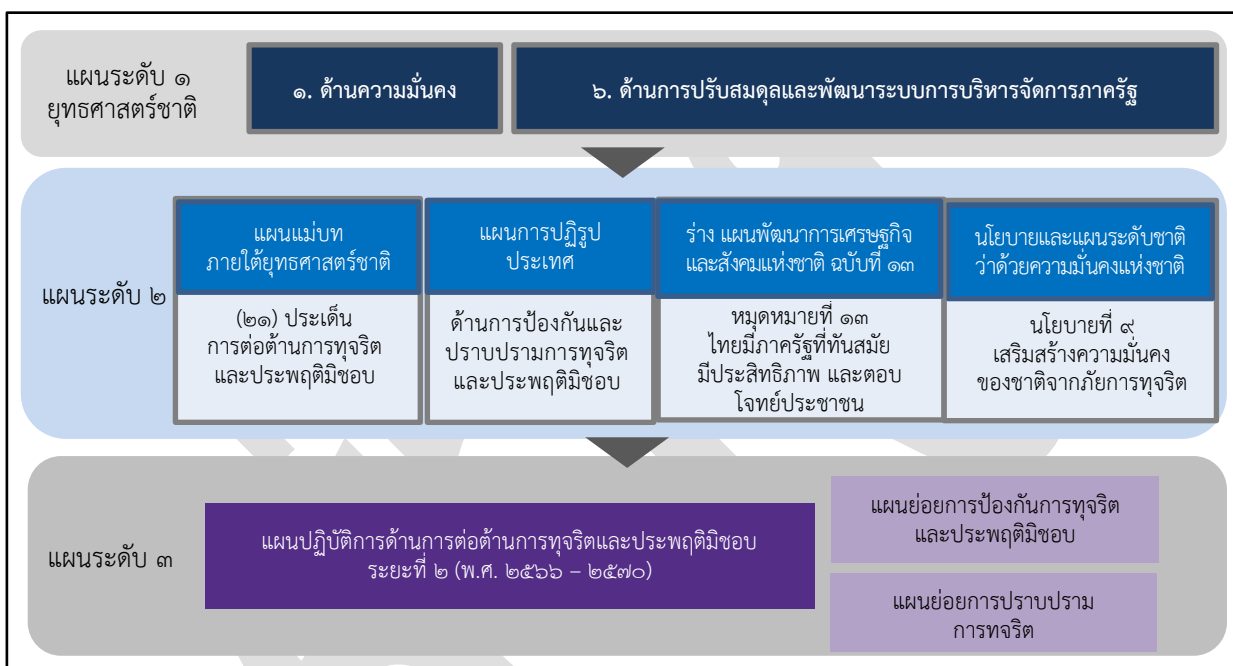 แผนระดับ ๑
ยุทธศาสตร์ชาติ
๑. ด้านความมั่นคง
๖. ด้านการปรับสมดุลและพัฒนาระบบการบริหารจัดการภาครัฐ
แผนระดับ ๒
แผนแม่บท
ภายใต้ยุทธศาสตร์ชาติ
(๒๑) ประเด็น
การต่อต้านการทุจริต
และประพฤติมิชอบ
แผนการปฏิรูป
ประเทศ
ด้านการป้องกันและ
ปราบปรามการทุจริต
และประพฤติมิชอบ
ร่าง แผนพัฒนาการเศรษฐกิจ
และสังคมแห่งชาติ ฉบับที่ ๑๓
หมุดหมายที่ ๑๓
ไทยมีภาครัฐที่ทันสมัย
มีประสิทธิภาพ และตอบ
โจทย์ประชาชน
นโยบายและแผนระดับชาติ
ว่าด้วยความมั่นคงแห่งชาติ
นโยบายที่ ๙
เสริมสร้างความมั่นคง
ของชาติจากภัยการทุจริต
แผนระดับ ๓
แผนปฏิบัติการด้านการต่อต้านการทุจริตและประพฤติมิชอบ
ระยะที่ ๒ (พ.ศ. ๒๕๖๖ – ๒๕๗๐)
แผนย่อยการป้องกันการทุจริต
และประพฤติมิชอบ
แผนย่อยการปราบปราม
การทจริต